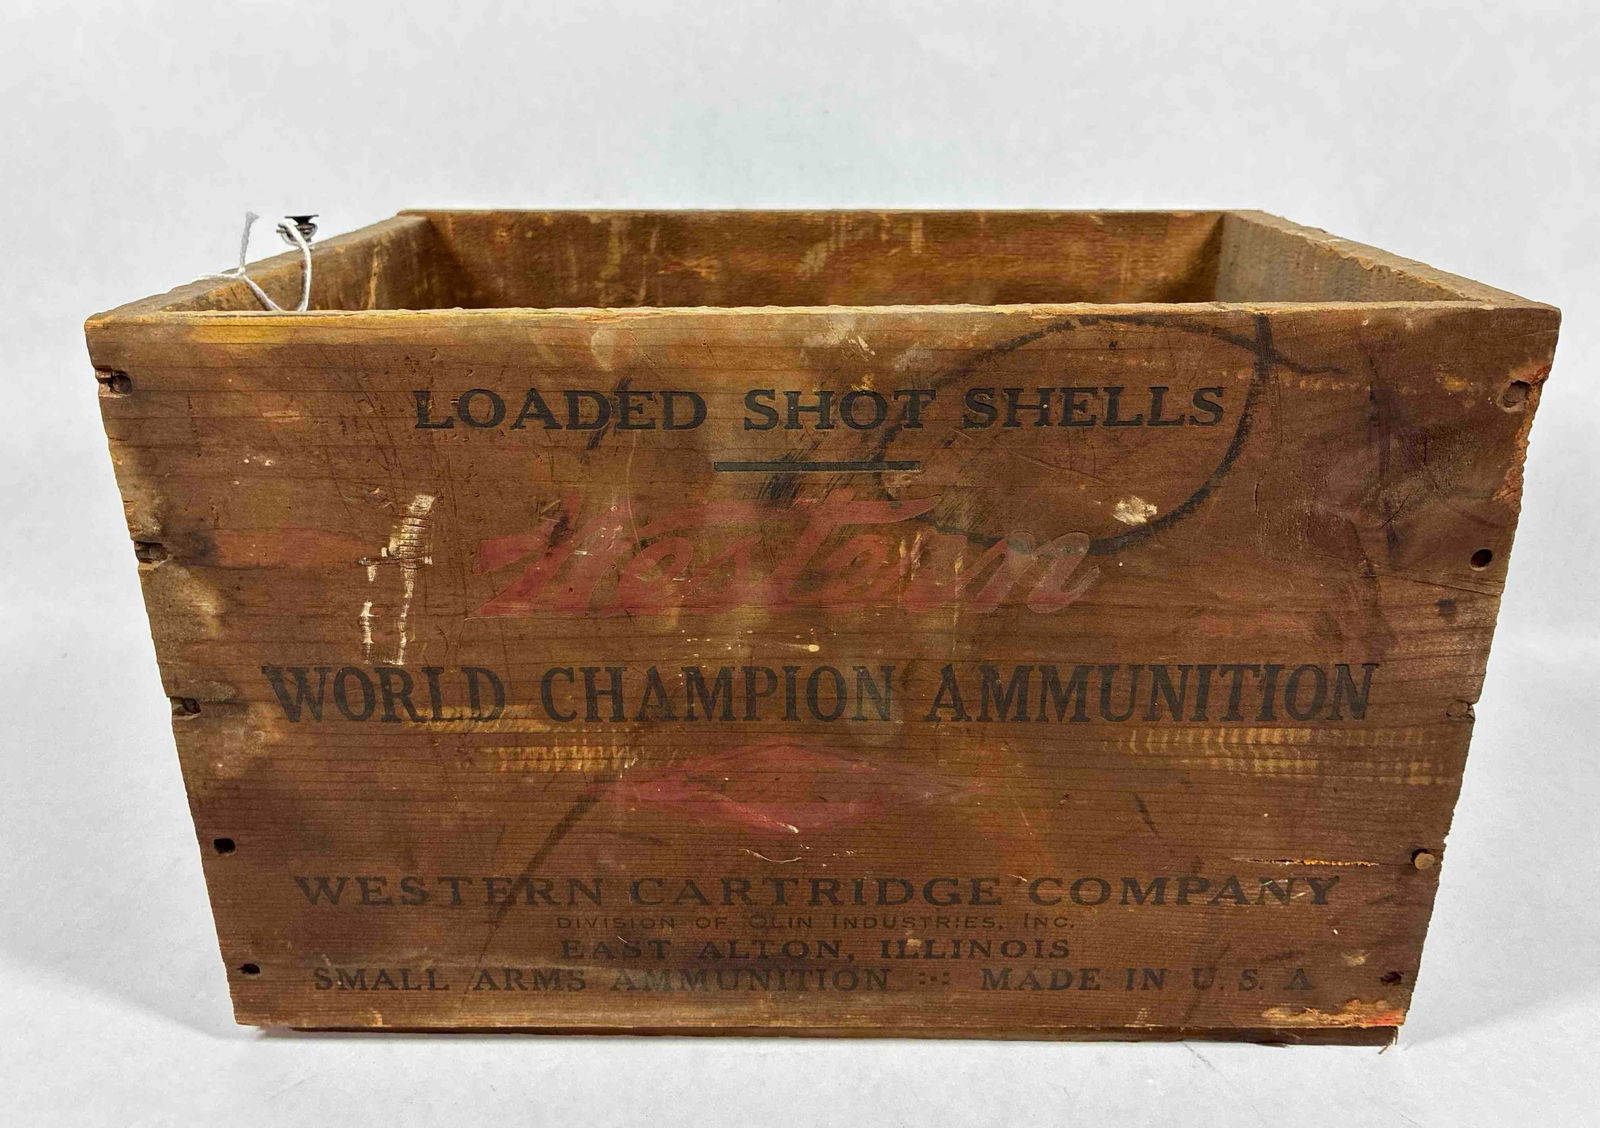 LOADED SHOT SHELLS
Western
WORLD CHAMPION AMMUNITION
WESTERN CARTRIDGE COMPANY
DIVISION OF OLIN INDUSTRIES, INC.
EAST ALTON, ILLINOIS
SMALL ARMS AMMUNITION :·: MADE IN U.S.A